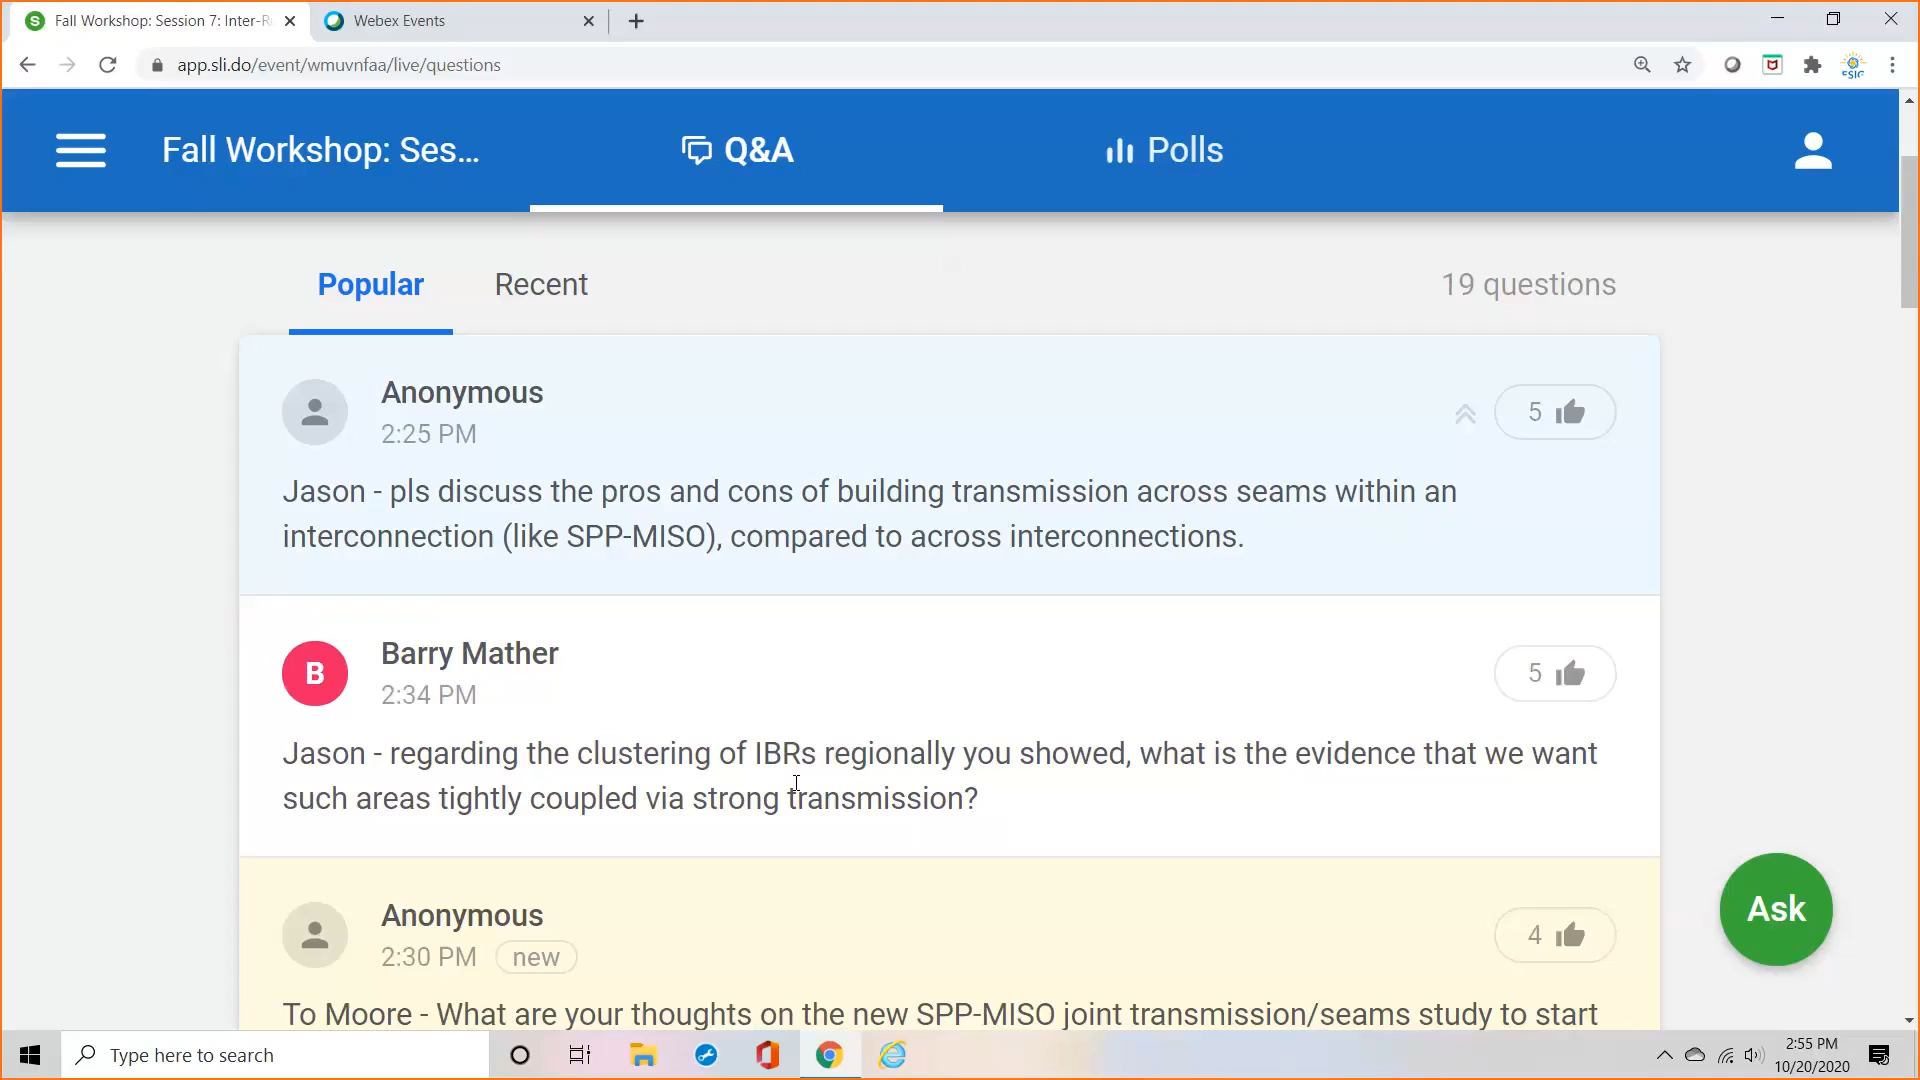 Fall Workshop: Session 7: Inter-R
Webex Events
app.sli.do/event/wmuvnfaa/live/questions
ESIG
Fall Workshop: Ses...
Q&A
Polls
Popular
Recent
19 questions
Anonymous
2:25 PM
5
Jason - pls discuss the pros and cons of building transmission across seams within an
interconnection (like SPP-MISO), compared to across interconnections.
B
Barry Mather
2:34 PM
5
Jason - regarding the clustering of IBRs regionally you showed, what is the evidence that we want
such areas tightly coupled via strong transmission?
Anonymous
2:30 PM
new
4
To Moore - What are your thoughts on the new SPP-MISO joint transmission/seams study to start
Ask
Type here to search
2:55 PM
10/20/2020